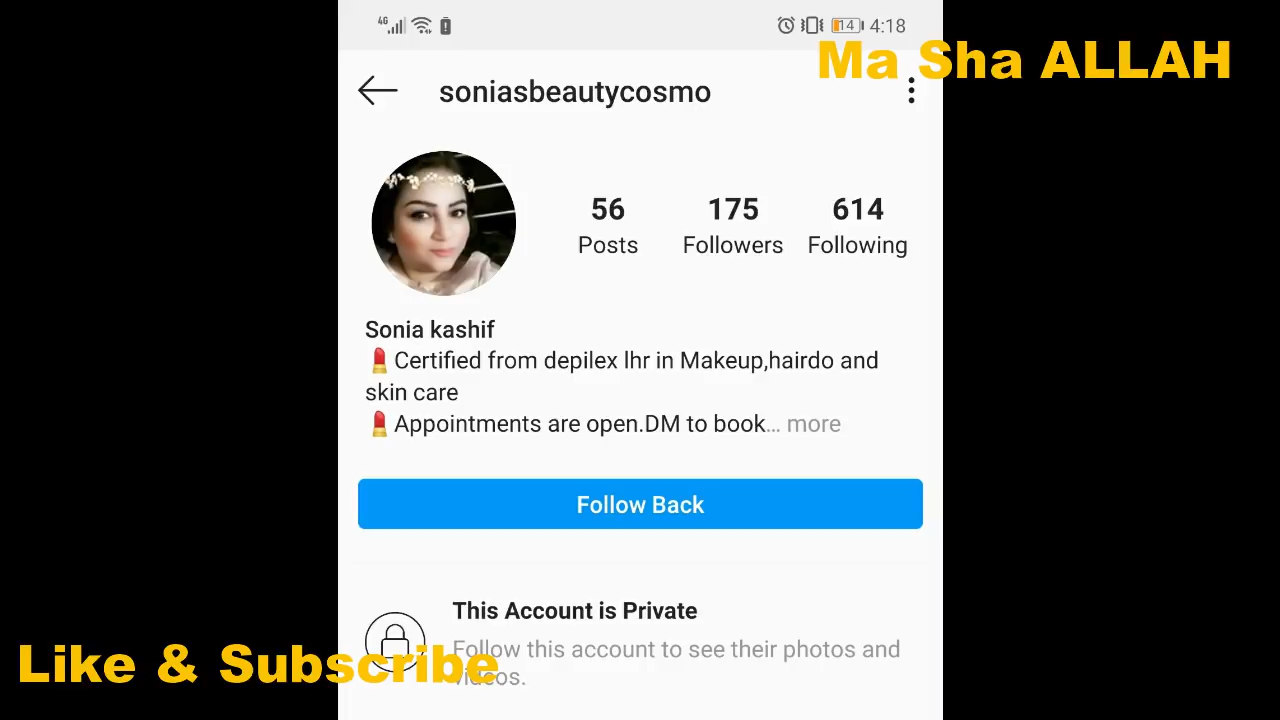 4G 14 4:18
Ma Sha ALLAH
soniasbeautycosmo
56 175 614
Posts Followers Following
Sonia kashif
💄Certified from depilex lhr in Makeup,hairdo and
skin care
💄Appointments are open.DM to book... more
Follow Back
This Account is Private
Follow this account to see their photos and
videos.
Like & Subscribe